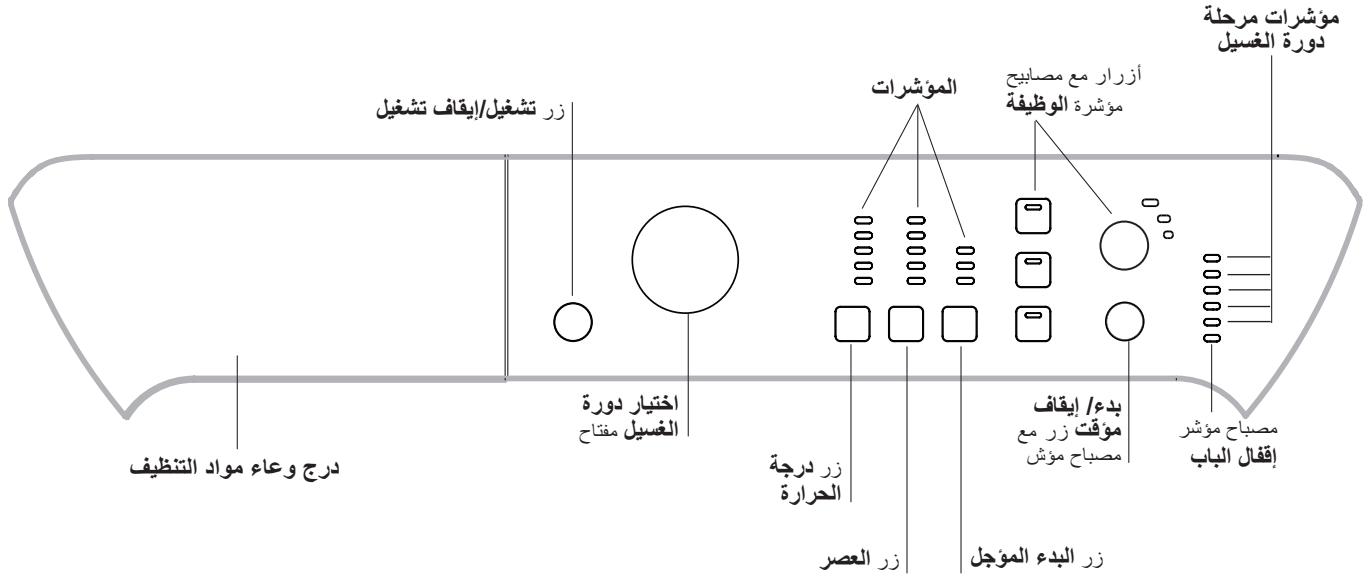 مؤشرات مرحلة
دورة الغسيل
أزرار مع مصابيح
مؤشرة الوظيفة
المؤشرات
زر تشغيل/إيقاف تشغيل
اختيار دورة
الغسيل مفتاح
بدء/ إيقاف
مؤقت زر مع
مصباح مؤش
مصباح مؤشر
إقفال الباب
درج وعاء مواد التنظيف
زر درجة
الحرارة
زر البدء المؤجل
زر العصر